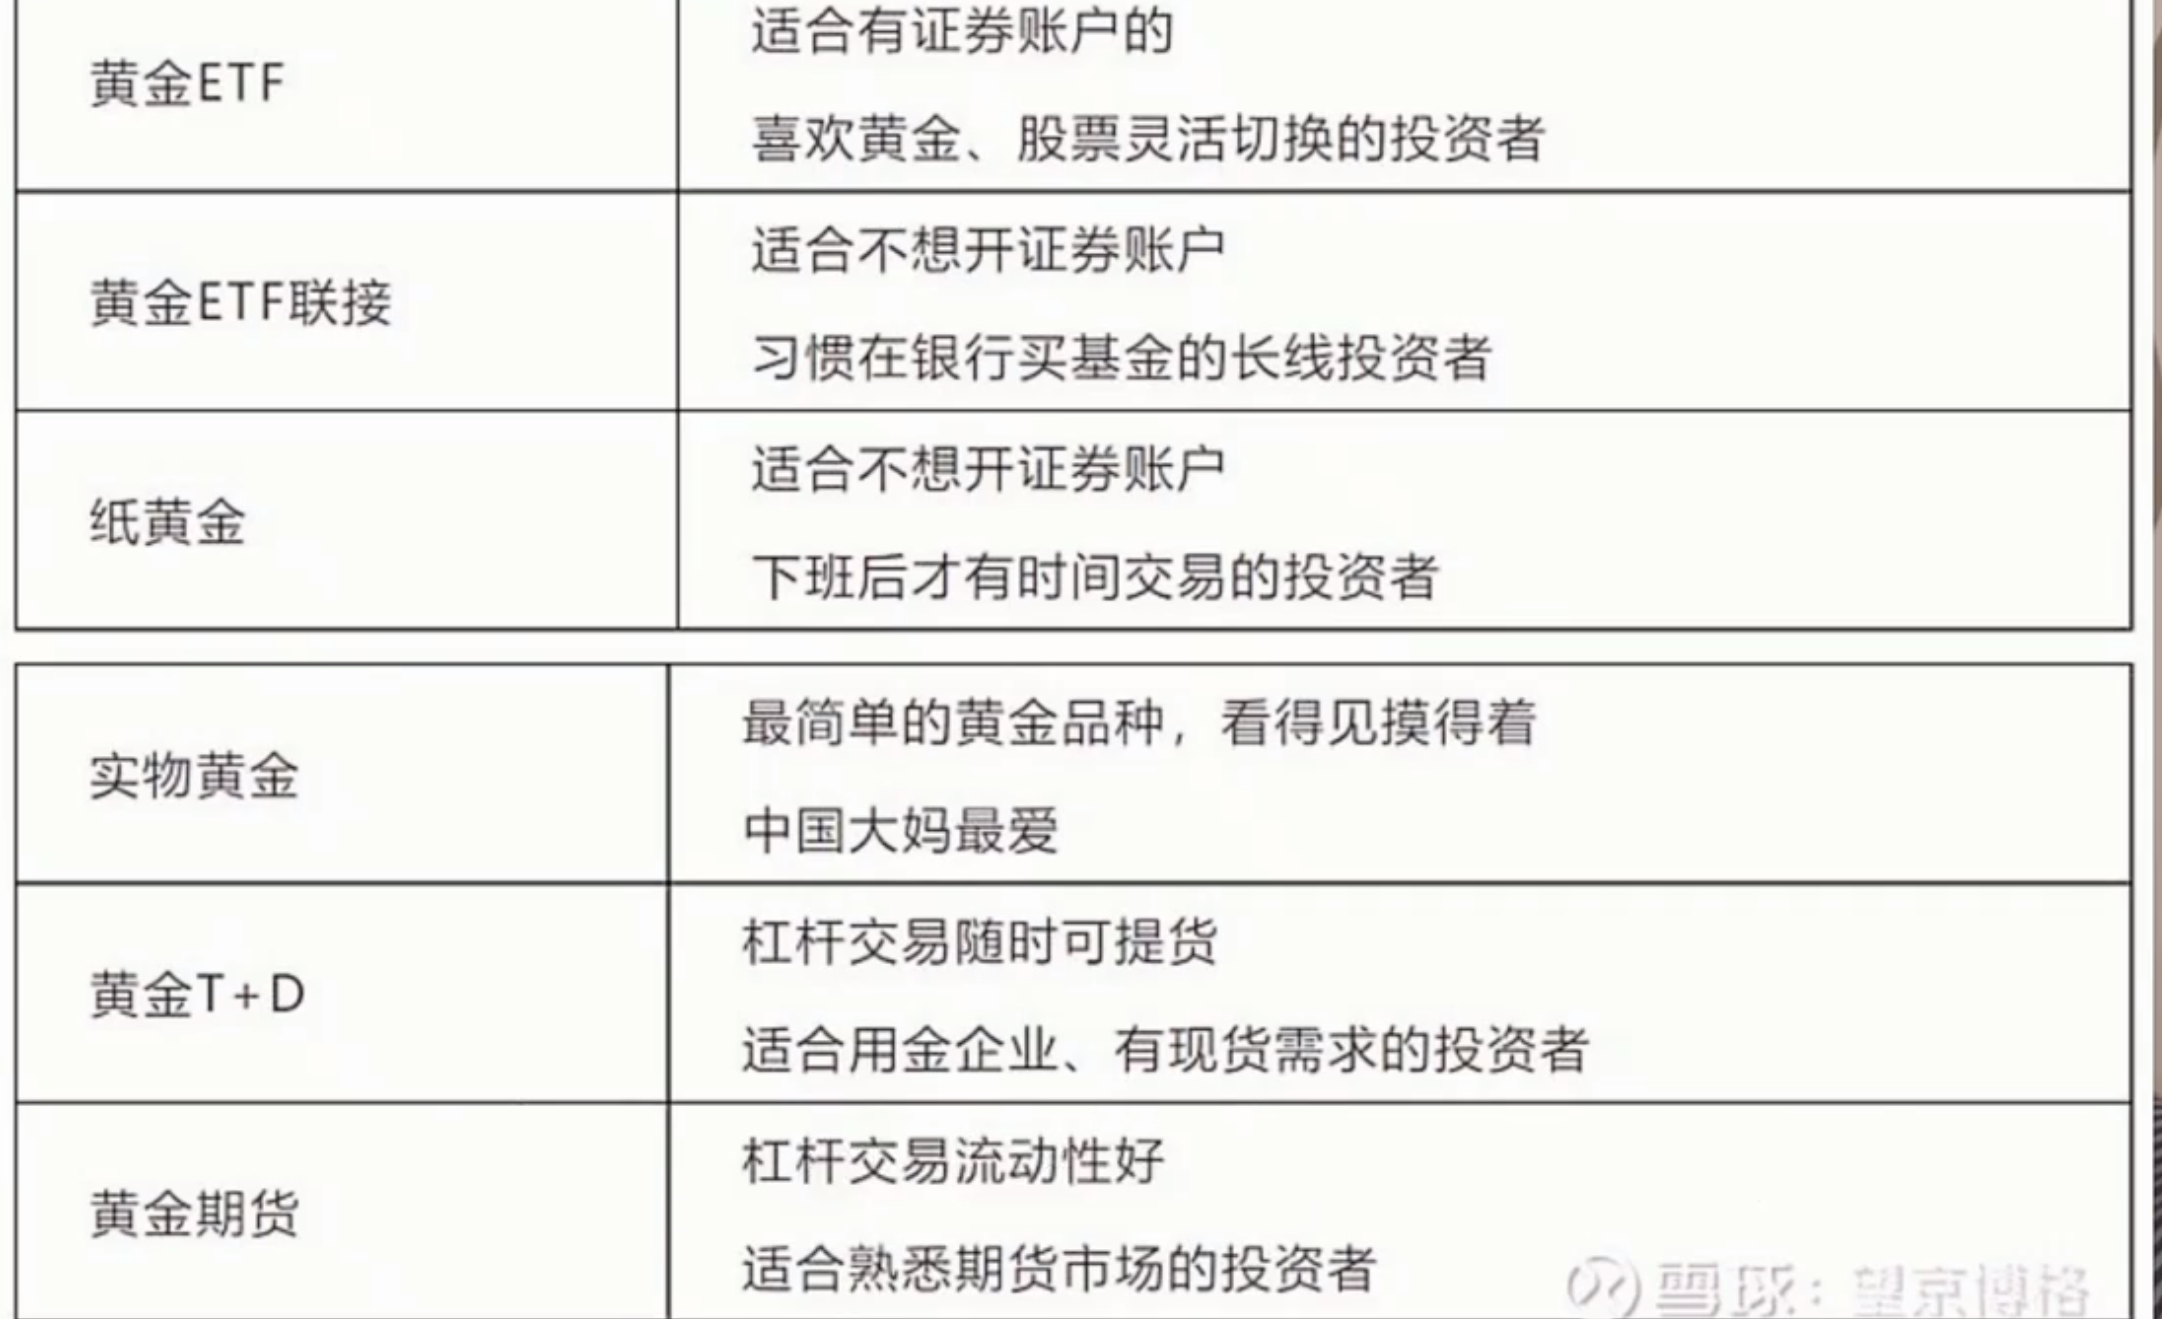 黄金ETF
适合有证券账户的
喜欢黄金、股票灵活切换的投资者
黄金ETF联接
适合不想开证券账户
习惯在银行买基金的长线投资者
纸黄金
适合不想开证券账户
下班后才有时间交易的投资者
实物黄金
最简单的黄金品种，看得见摸得着
中国大妈最爱
黄金T+D
杠杆交易随时可提货
适合用金企业、有现货需求的投资者
黄金期货
杠杆交易流动性好
适合熟悉期货市场的投资者
雪球：望京博格